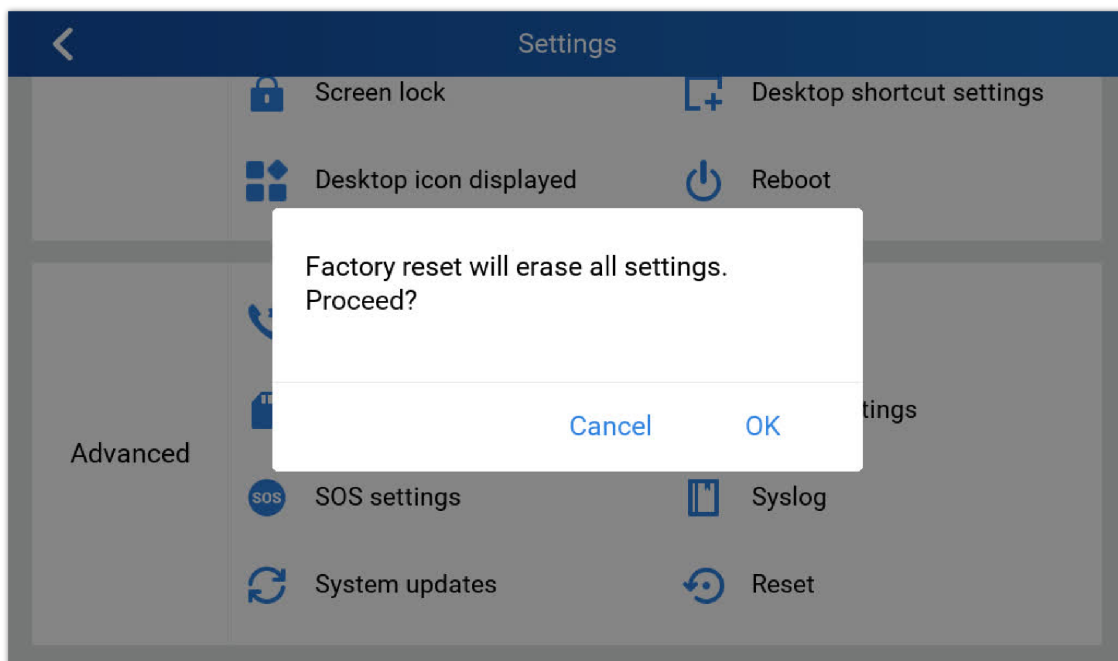 Settings
Screen lock
Desktop shortcut settings
Desktop icon displayed
Reboot
Factory reset will erase all settings.
Proceed?
Cancel
OK
tings
Advanced
SOS
SOS settings
Syslog
System updates
Reset